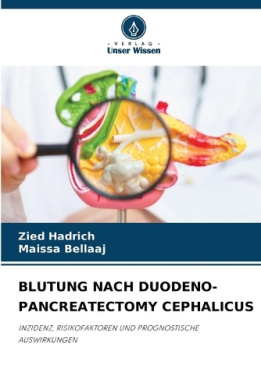 VERLAG
Unser Wissen
Zied Hadrich
Maissa Bellaaj
BLUTUNG NACH DUODENO-
PANCREATECTOMY CEPHALICUS
INZIDENZ, RISIKOFAKTOREN UND PROGNOSTISCHE
AUSWIRKUNGEN